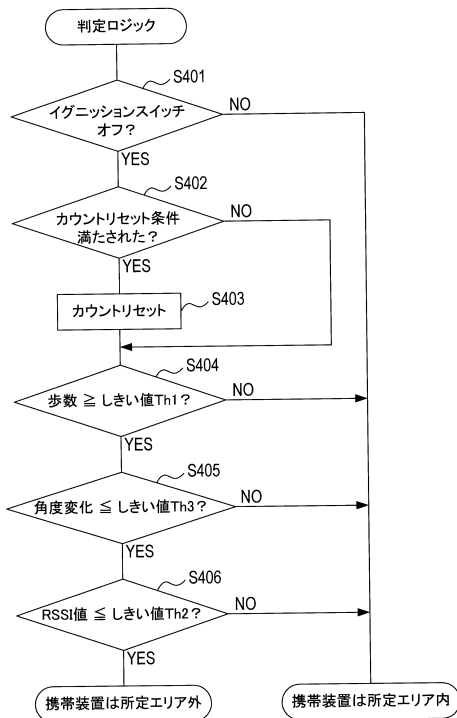 判定ロジック
S401
イグニッションスイッチ
オフ?
NO
YES
S402
カウントリセット条件
満たされた?
NO
YES
カウントリセット
S403
S404
歩数 ≧ しきい値Th1?
NO
YES
S405
角度変化 ≦ しきい値Th3?
NO
YES
S406
RSSI値 ≦ しきい値Th2?
NO
YES
携帯装置は所定エリア外
携帯装置は所定エリア内